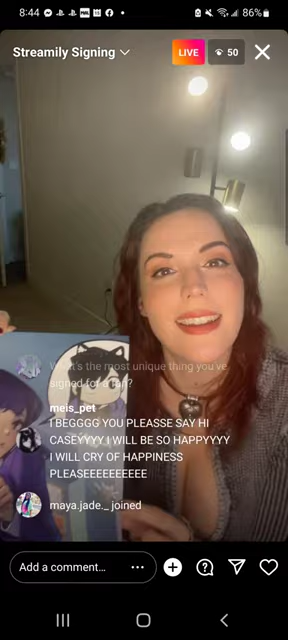 8:44
86%
Streamily Signing
LIVE
50
What's the most unique thing you've
signed for a fan?
meis_pet
I BEGGGG YOU PLEASSE SAY HI
CASEYYYY I WILL BE SO HAPPYYYY
I WILL CRY OF HAPPINESS
PLEASEEEEEEEEEE
maya.jade._ joined
Add a comment...